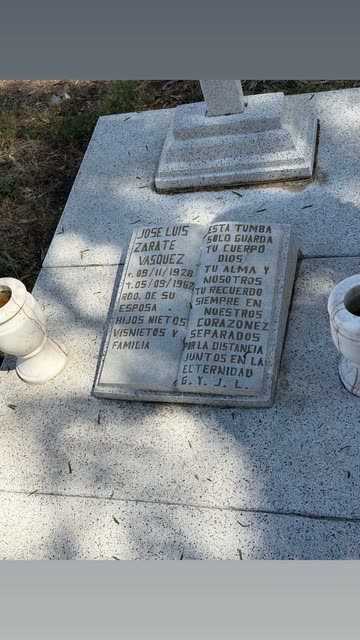 JOSE LUIS
ZARATE
VASQUEZ
N. 09/11/1928
F. 05/09/1962
RDO. DE SU
ESPOSA
HIJOS NIETOS
VISNIETOS Y
FAMILIA
ESTA TUMBA
SOLO GUARDA
TU CUERPO
DIOS
TU ALMA Y
NOSOTROS
TU RECUERDO
SIEMPRE EN
NUESTROS
CORAZONEZ
SEPARADOS
POR LA DISTANCIA
JUNTOS EN LA
ECTERNIDAD
G. Y. J. L.